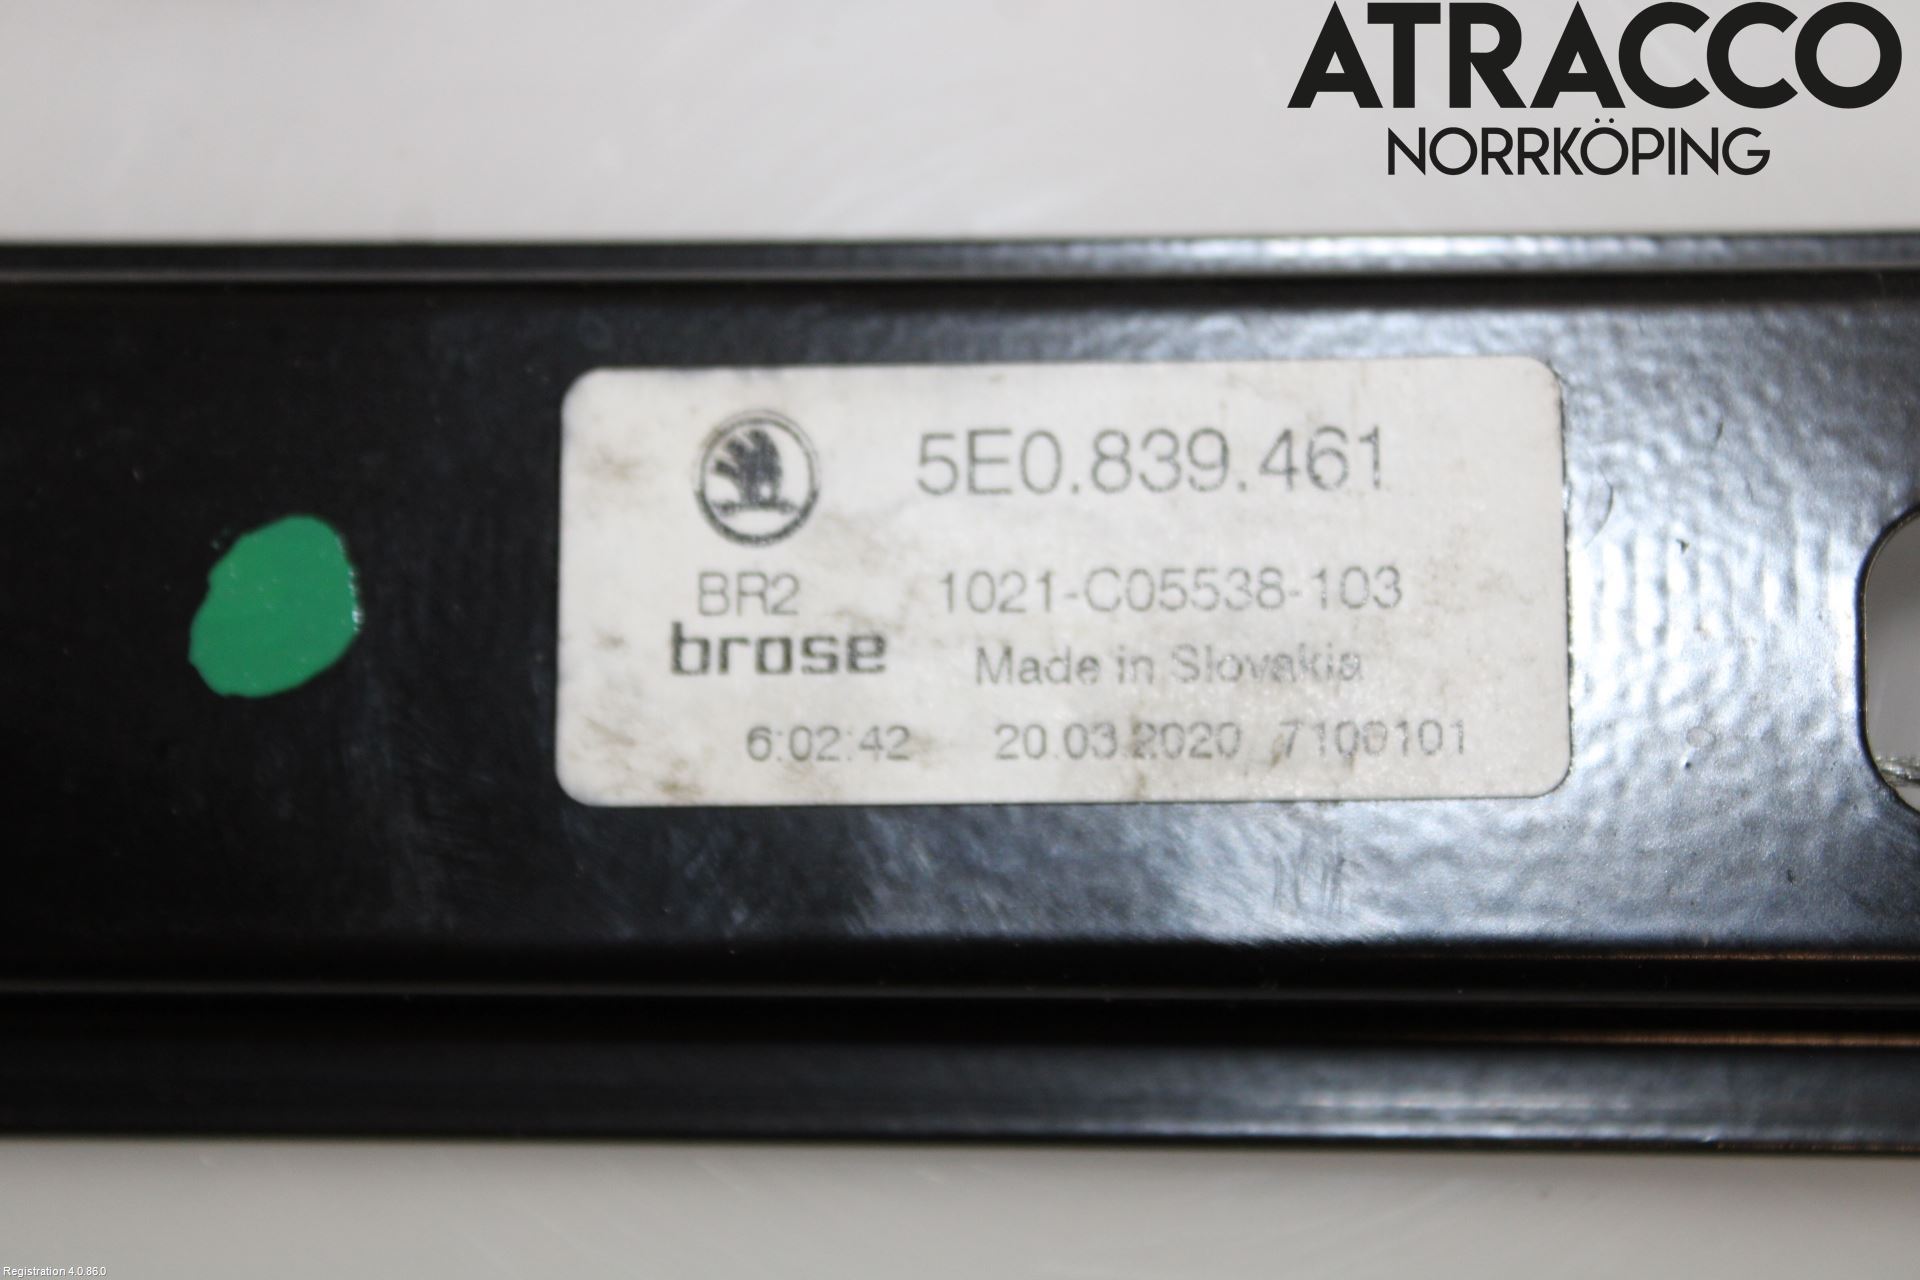 ATRACCO
NORRKÖPING
5E0.839.461
BR2 1021-C05538-103
brose Made in Slovakia
6:02:42 20.03.2020 7100101
Registration 4.0.86.0